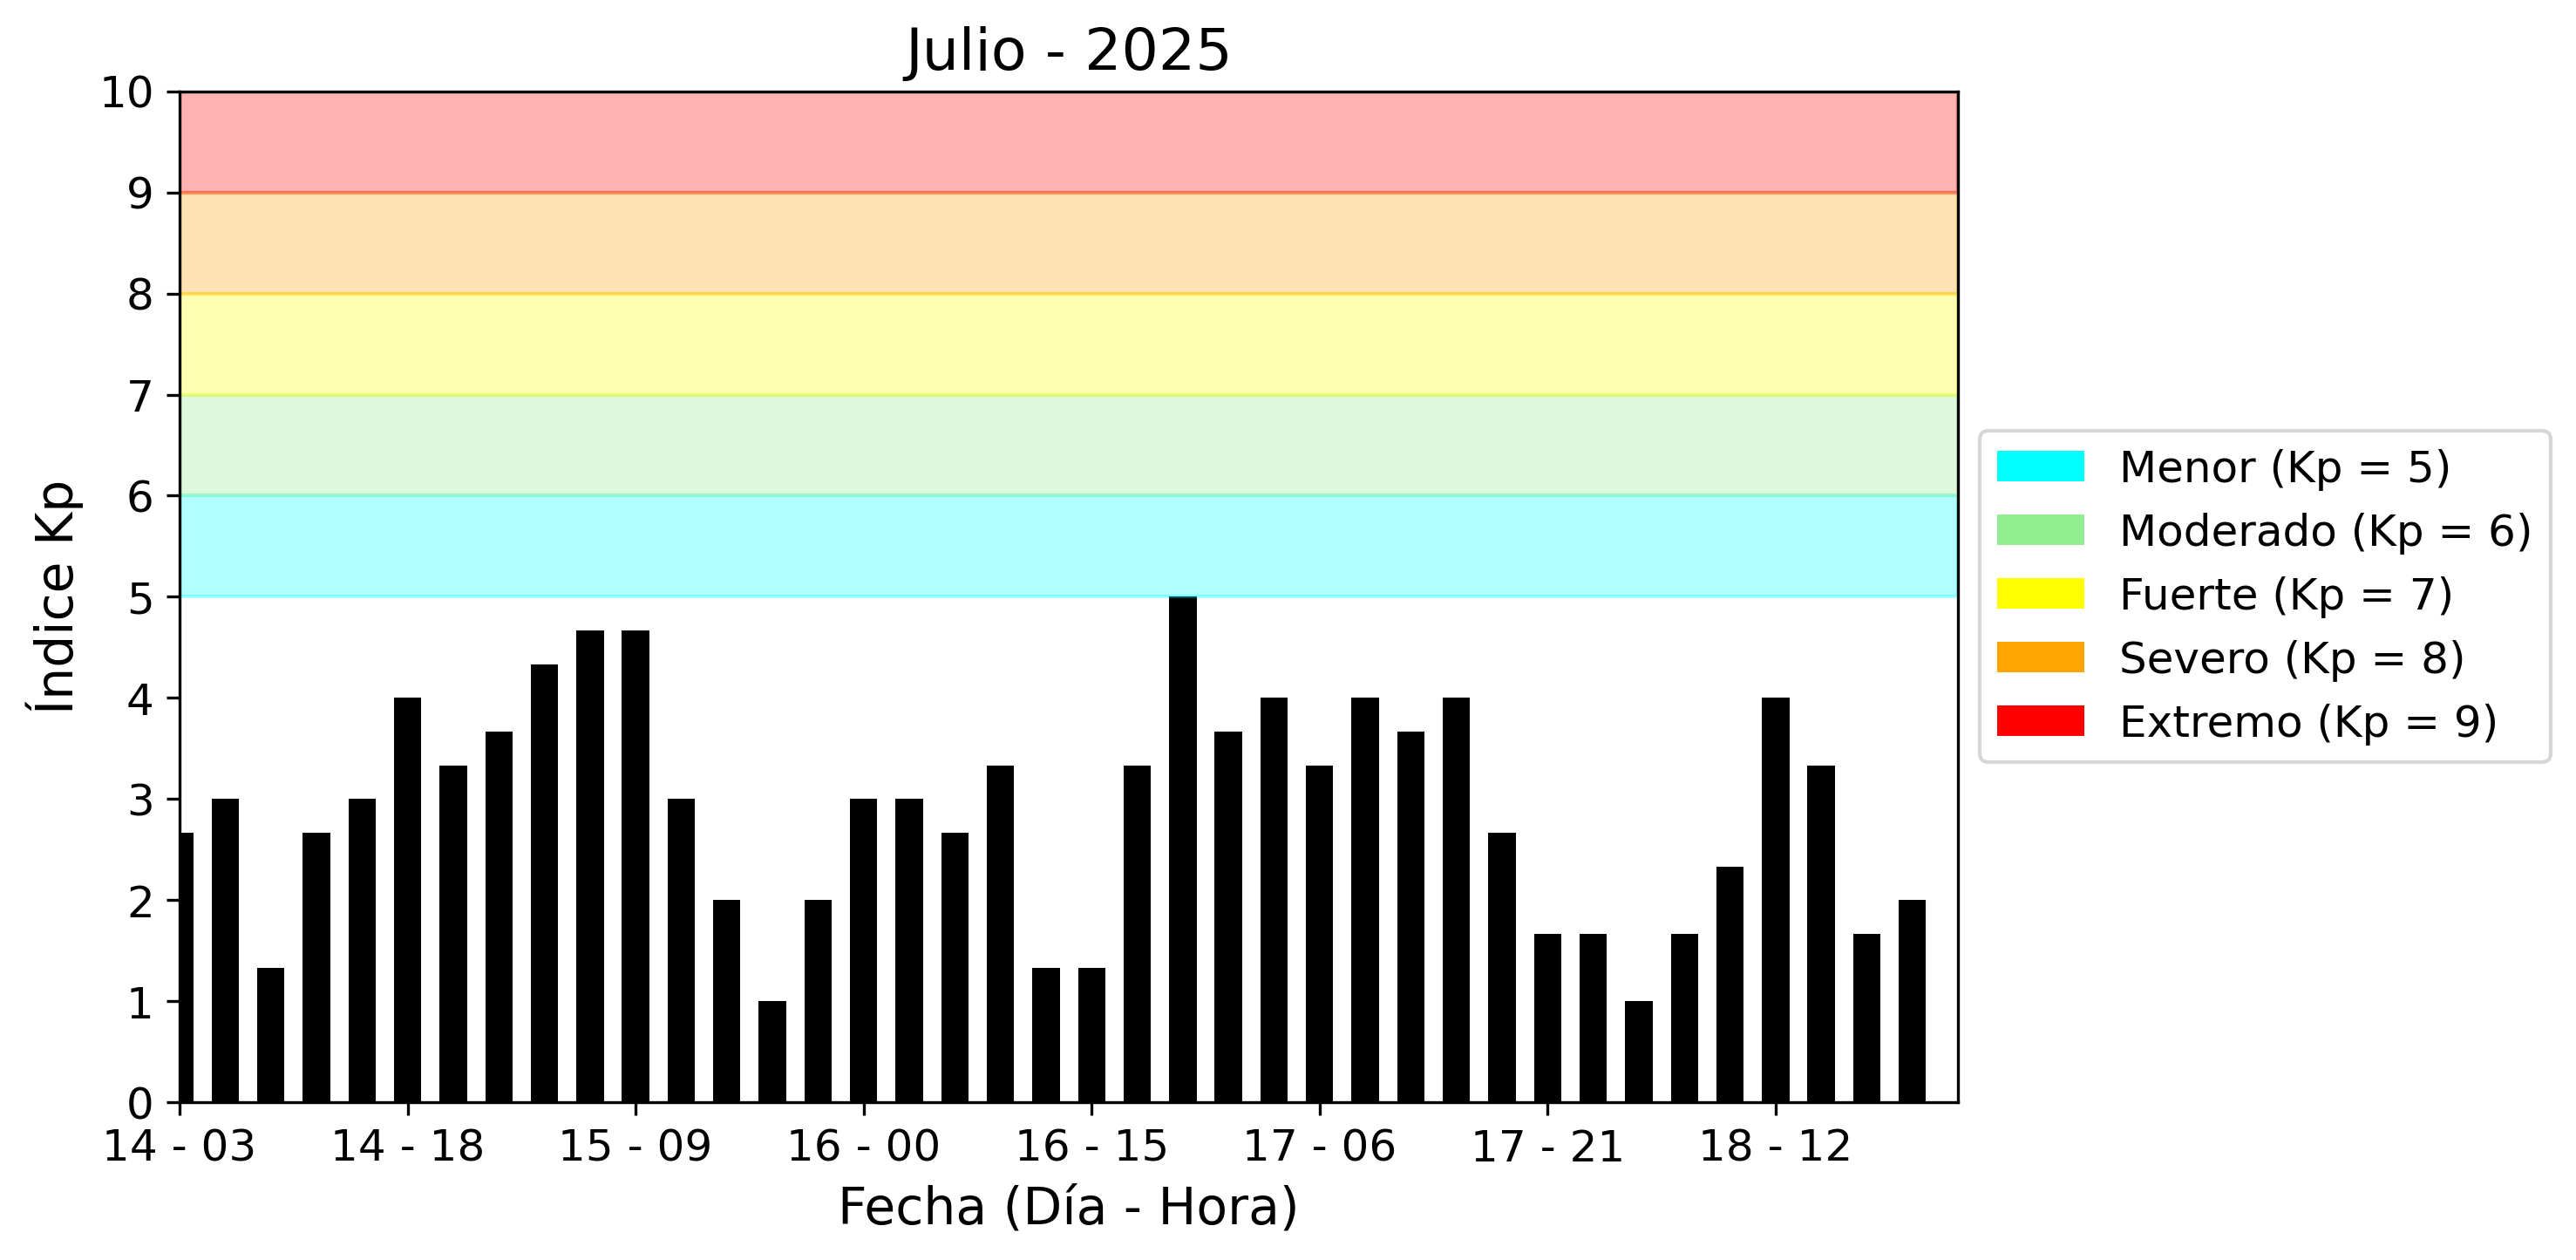 Julio - 2025
10
9
8
7
6
5
4
3
2
1
0
Índice Kp
14 - 03
14 - 18
15 - 09
16 - 00
16 - 15
17 - 06
17 - 21
18 - 12
Fecha (Día - Hora)
Menor (Kp = 5)
Moderado (Kp = 6)
Fuerte (Kp = 7)
Severo (Kp = 8)
Extremo (Kp = 9)